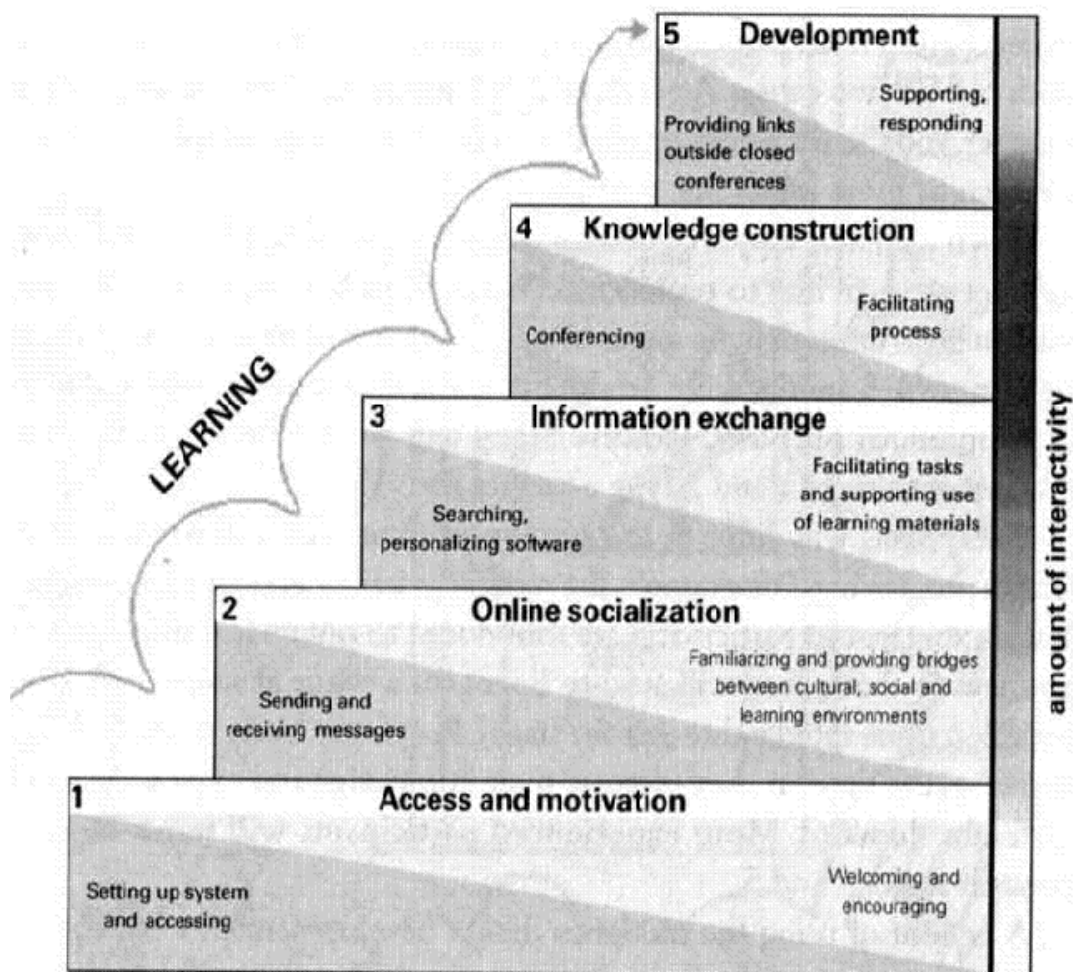 5 Development
Supporting,
responding
Providing links
outside closed
conferences
4 Knowledge construction
Facilitating
process
Conferencing
3 Information exchange
Facilitating tasks
and supporting use
of learning materials
Searching,
personalizing software
2 Online socialization
Familiarizing and providing bridges
between cultural, social and
learning environments
Sending and
receiving messages
1 Access and motivation
Welcoming and
encouraging
Setting up system
and accessing
LEARNING
amount of interactivity